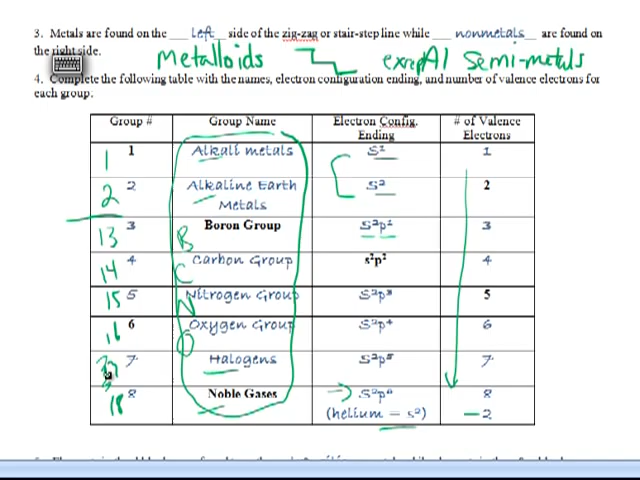 3. Metals are found on the ___ left ___ side of the zig-zag or stair-step line while ___ nonmetals ___ are found on
the right side.
Metalloids except Al Semi-metals
4. Complete the following table with the names, electron configuration ending, and number of valence electrons for
each group.
Group # Group Name Electron Config. Ending # of Valence Electrons
1 1 Alkali metals s¹ 1
2 2 Alkaline Earth Metals s² 2
13 3 Boron Group B s²p¹ 3
14 4 Carbon Group C s²p² 4
15 5 Nitrogen Group N s²p³ 5
16 6 Oxygen Group O s²p⁴ 6
7 Halogens s²p⁵ 7
18 8 Noble Gases s²p⁶ 8
(helium = s²) – 2